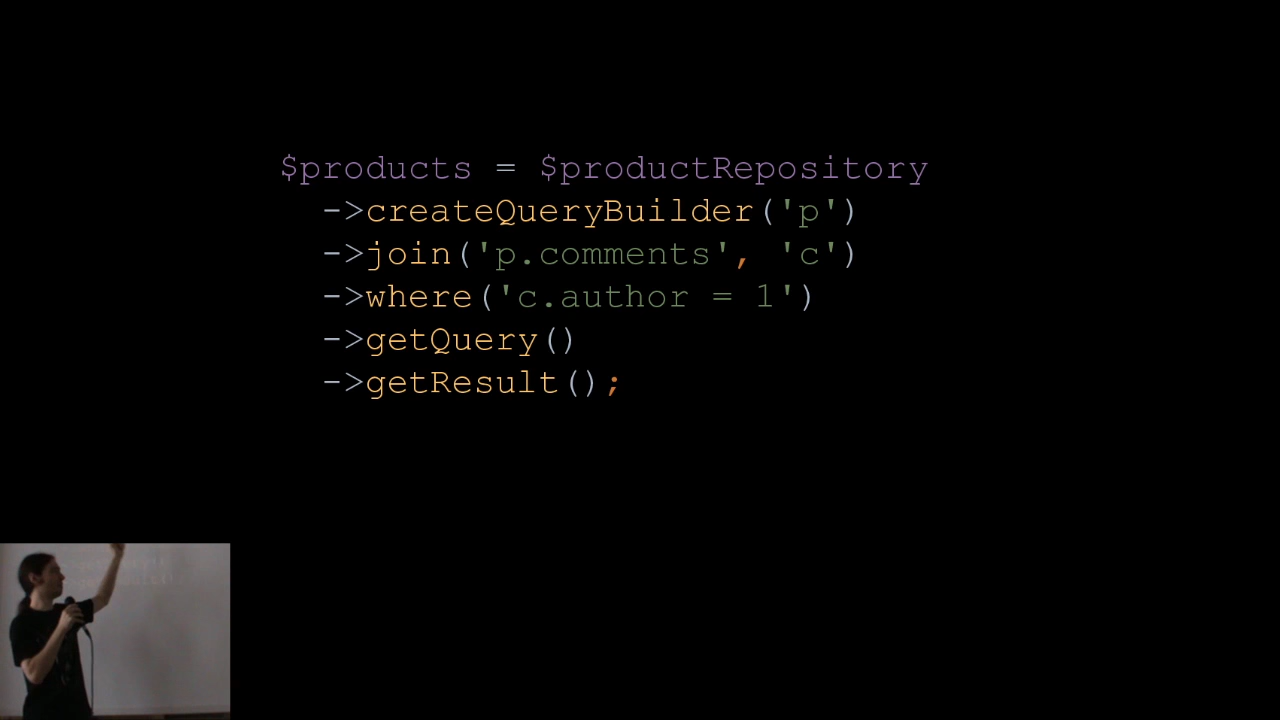 $products = $productRepository
->createQueryBuilder('p')
->join('p.comments', 'c')
->where('c.author = 1')
->getQuery()
->getResult();